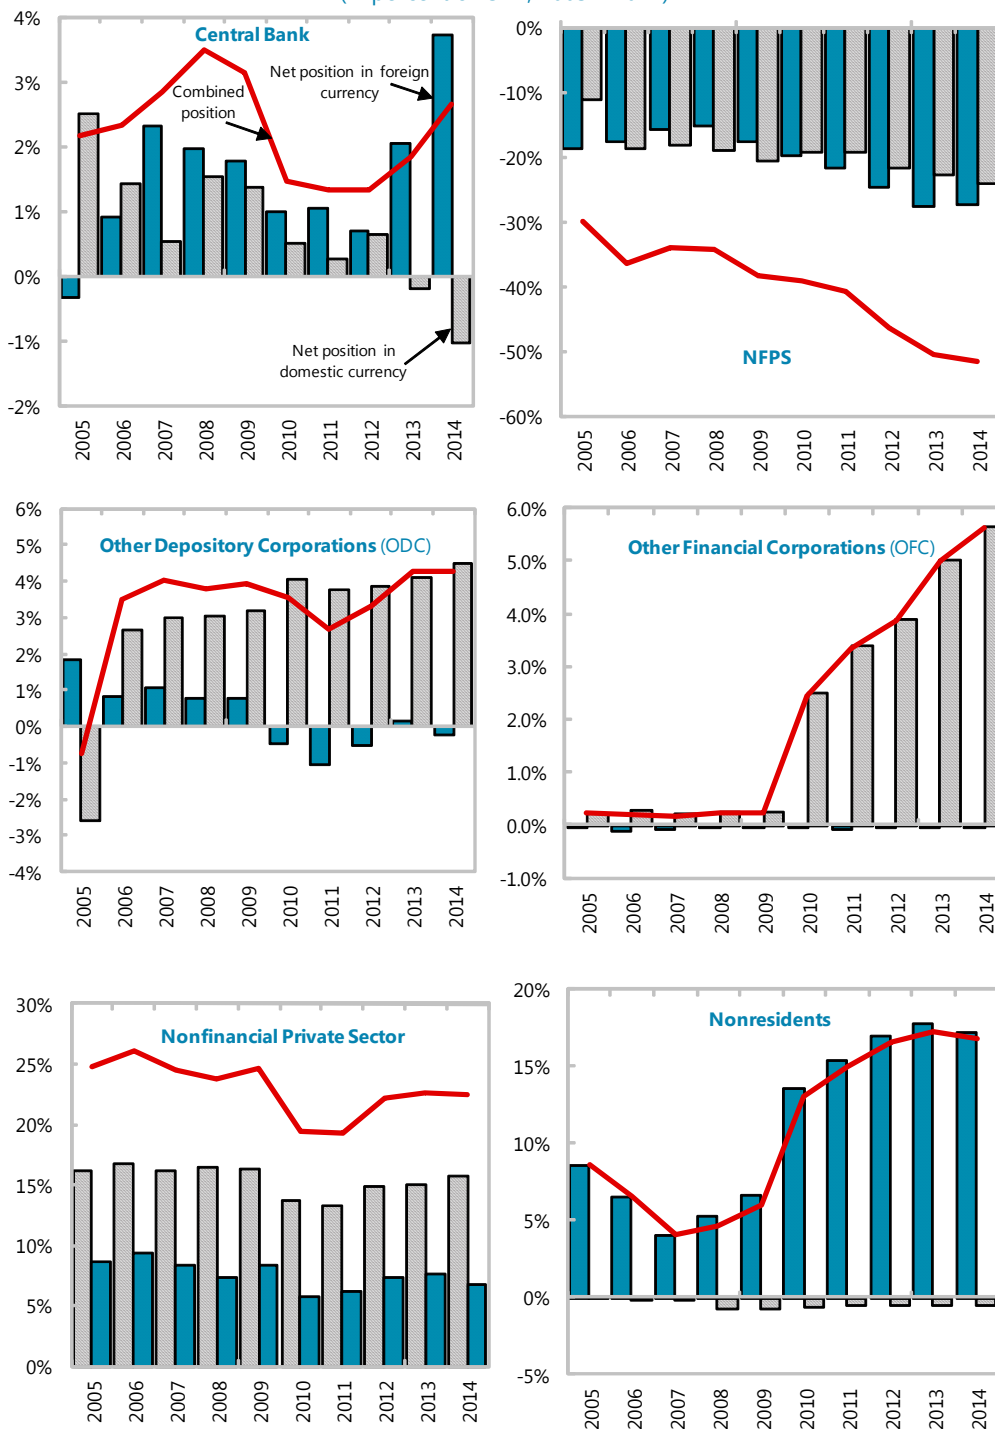 4%
3%
2%
1%
0%
-1%
-2%
Central Bank
Net position in foreign
currency
Combined
position
Net position in
domestic currency
2005 2006 2007 2008 2009 2010 2011 2012 2013 2014
0%
-10%
-20%
-30%
-40%
-50%
-60%
NFPS
2005 2006 2007 2008 2009 2010 2011 2012 2013 2014
6%
5%
4%
3%
2%
1%
0%
-1%
-2%
-3%
-4%
Other Depository Corporations (ODC)
2005 2006 2007 2008 2009 2010 2011 2012 2013 2014
6.0%
5.0%
4.0%
3.0%
2.0%
1.0%
0.0%
-1.0%
Other Financial Corporations (OFC)
2005 2006 2007 2008 2009 2010 2011 2012 2013 2014
30%
25%
20%
15%
10%
5%
0%
Nonfinancial Private Sector
2005 2006 2007 2008 2009 2010 2011 2012 2013 2014
20%
15%
10%
5%
0%
-5%
Nonresidents
2005 2006 2007 2008 2009 2010 2011 2012 2013 2014